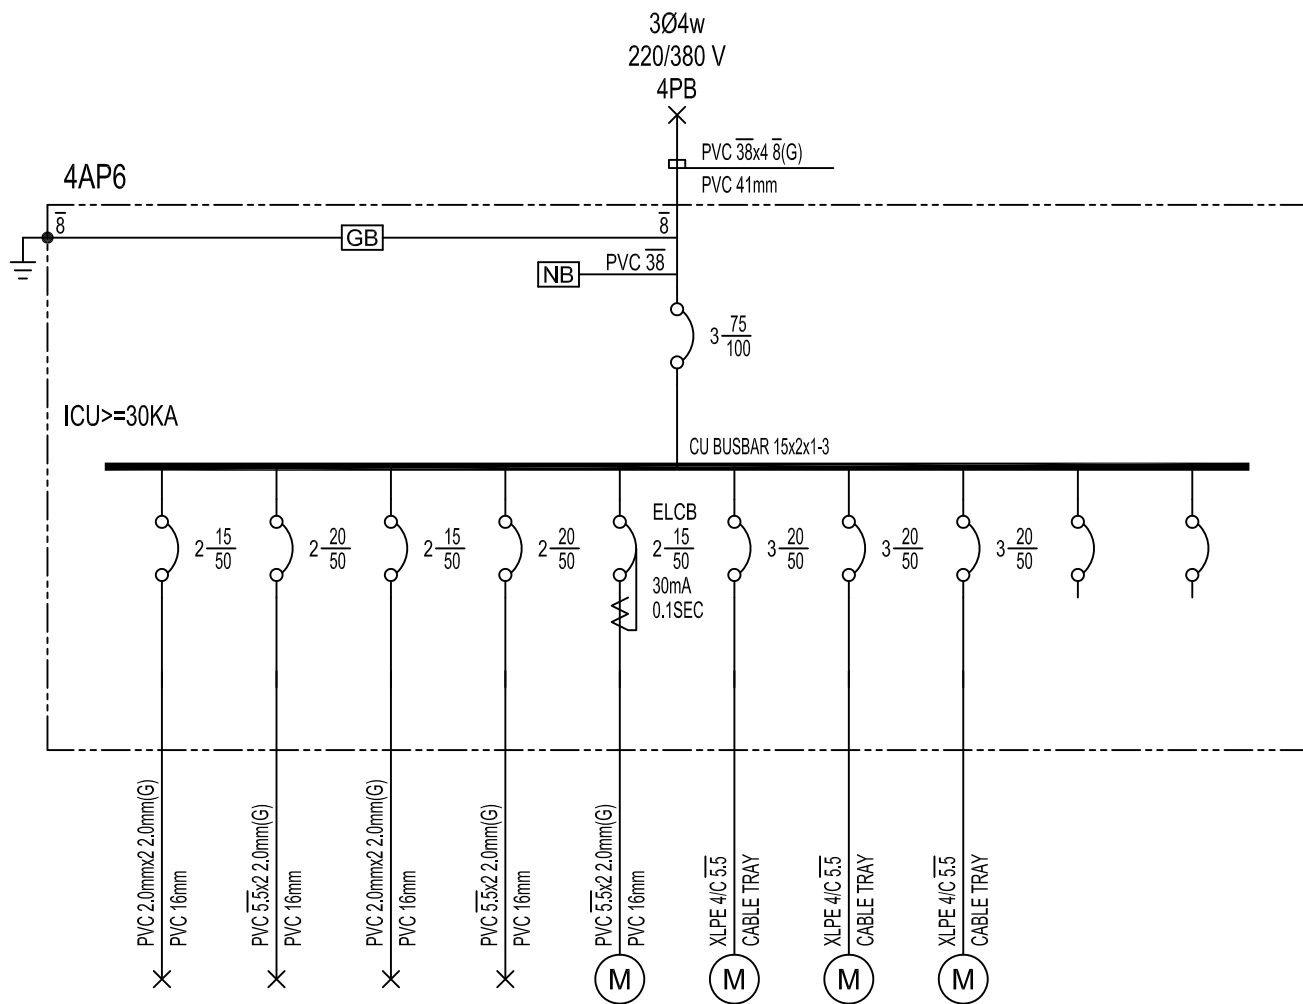 3Ø4w
220/380 V
4PB
PVC 38x4 8(G)
PVC 41mm
4AP6
8
8
GB
PVC 38
NB
3 75/100
ICU>=30KA
CU BUSBAR 15x2x1-3
2 15/50
2 20/50
2 15/50
2 20/50
ELCB
2 15/50
30mA
0.1SEC
3 20/50
3 20/50
3 20/50
PVC 2.0mmx2 2.0mm(G)
PVC 16mm
PVC 5.5x2 2.0mm(G)
PVC 16mm
PVC 2.0mmx2 2.0mm(G)
PVC 16mm
PVC 5.5x2 2.0mm(G)
PVC 16mm
PVC 5.5x2 2.0mm(G)
PVC 16mm
XLPE 4/C 5.5
CABLE TRAY
XLPE 4/C 5.5
CABLE TRAY
XLPE 4/C 5.5
CABLE TRAY
M
M
M
M